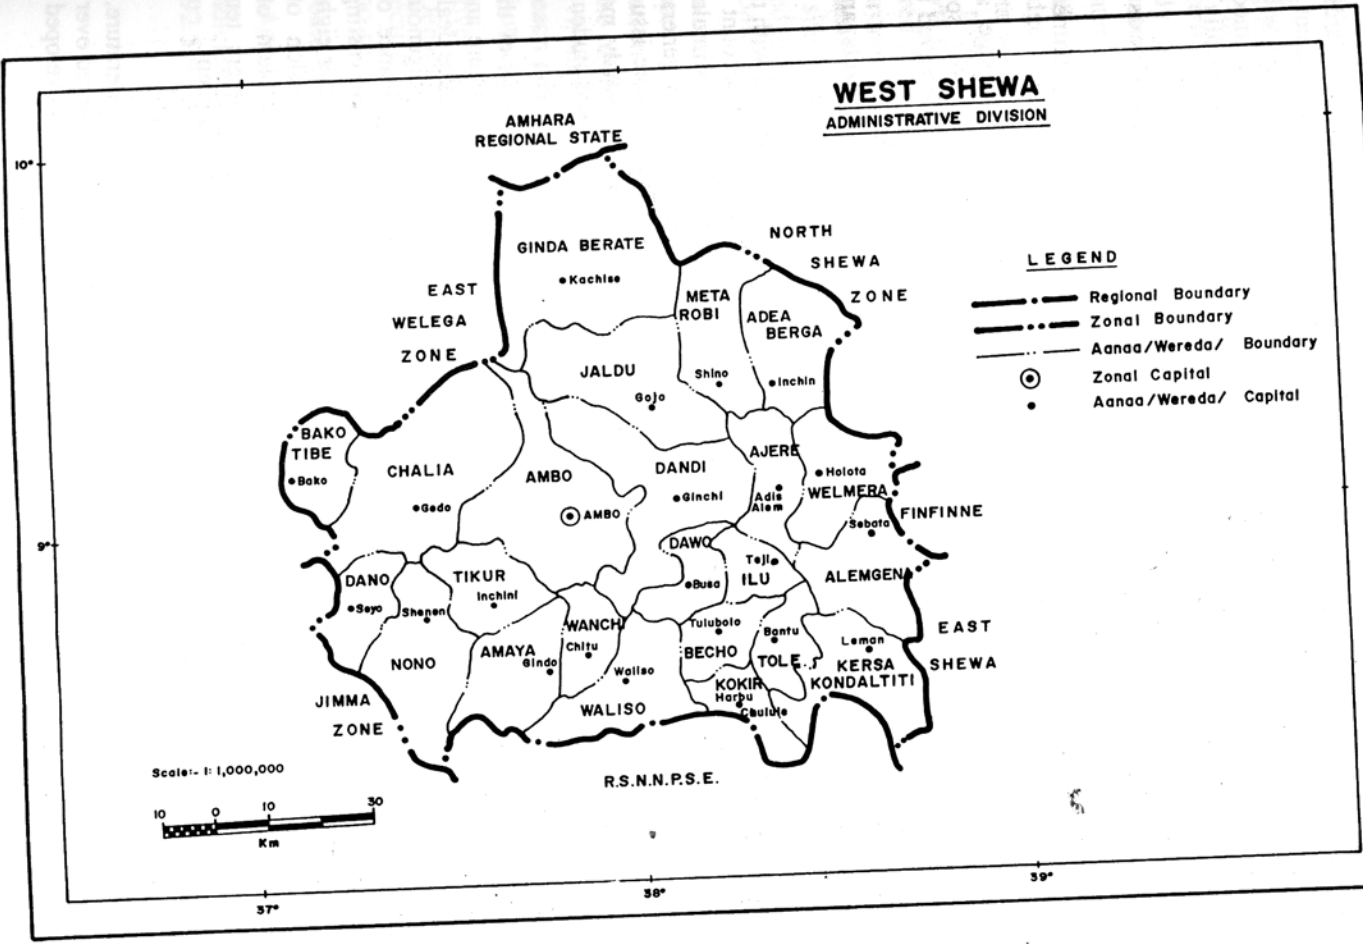 WEST SHEWA
ADMINISTRATIVE DIVISION
AMHARA
REGIONAL STATE
10°
NORTH
SHEWA
ZONE
GINDA BERATE
Kachise
EAST
WELEGA
ZONE
META
ROBI
ADEA
BERGA
LEGEND
Regional Boundary
Zonal Boundary
Aanaa/Wereda/ Boundary
Zonal Capital
Aanaa/Wereda/ Capital
JALDU
Gojo
Shino
Inchin
BAKO
TIBE
Bako
CHALIA
Gedo
AMBO
AMBO
DANDI
Ginchi
AJERE
Adis
Alem
Holota
WELMERA
Sebata
FINFINNE
9°
DANO
Seyo
Shenen
TIKUR
Inchini
DAWO
Busa
Teji
ILU
ALEMGENA
NONO
AMAYA
Gindo
WANCHI
Chitu
Waliso
WALISO
Tulubolo
BECHO
Bantu
TOLE
KOKIR
Harbu
Chulule
Leman
KERSA
KONDALTITI
EAST
SHEWA
JIMMA
ZONE
R.S.N.N.P.S.E.
Scale:- 1: 1,000,000
10 0 10 30
Km
37° 38° 39°